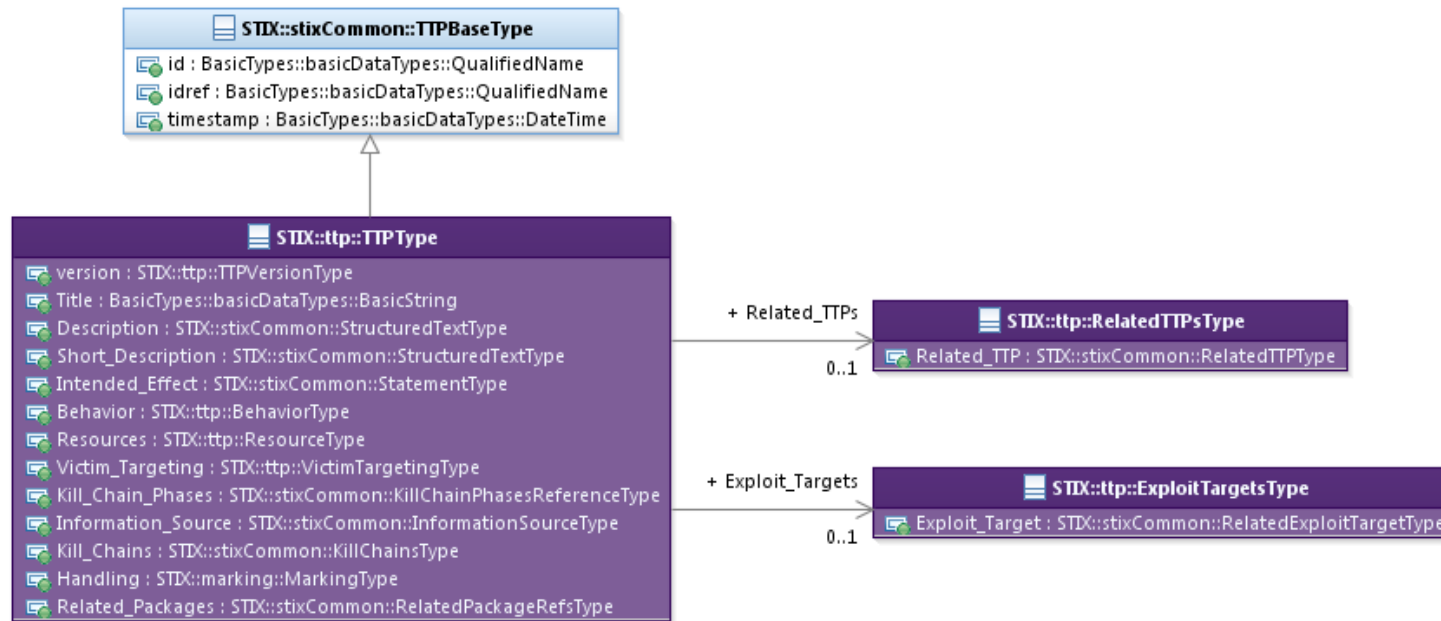 STIX::stixCommon::TTPBaseType
id : BasicTypes::basicDataTypes::QualifiedName
idref : BasicTypes::basicDataTypes::QualifiedName
timestamp : BasicTypes::basicDataTypes::DateTime
STIX::ttp::TTPType
version : STIX::ttp::TTPVersionType
Title : BasicTypes::basicDataTypes::BasicString
Description : STIX::stixCommon::StructuredTextType
Short_Description : STIX::stixCommon::StructuredTextType
Intended_Effect : STIX::stixCommon::StatementType
Behavior : STIX::ttp::BehaviorType
Resources : STIX::ttp::ResourceType
Victim_Targeting : STIX::ttp::VictimTargetingType
Kill_Chain_Phases : STIX::stixCommon::KillChainPhasesReferenceType
Information_Source : STIX::stixCommon::InformationSourceType
Kill_Chains : STIX::stixCommon::KillChainsType
Handling : STIX::marking::MarkingType
Related_Packages : STIX::stixCommon::RelatedPackageRefsType
+ Related_TTPs
0..1
STIX::ttp::RelatedTTPsType
Related_TTP : STIX::stixCommon::RelatedTTPType
+ Exploit_Targets
0..1
STIX::ttp::ExploitTargetsType
Exploit_Target : STIX::stixCommon::RelatedExploitTargetType